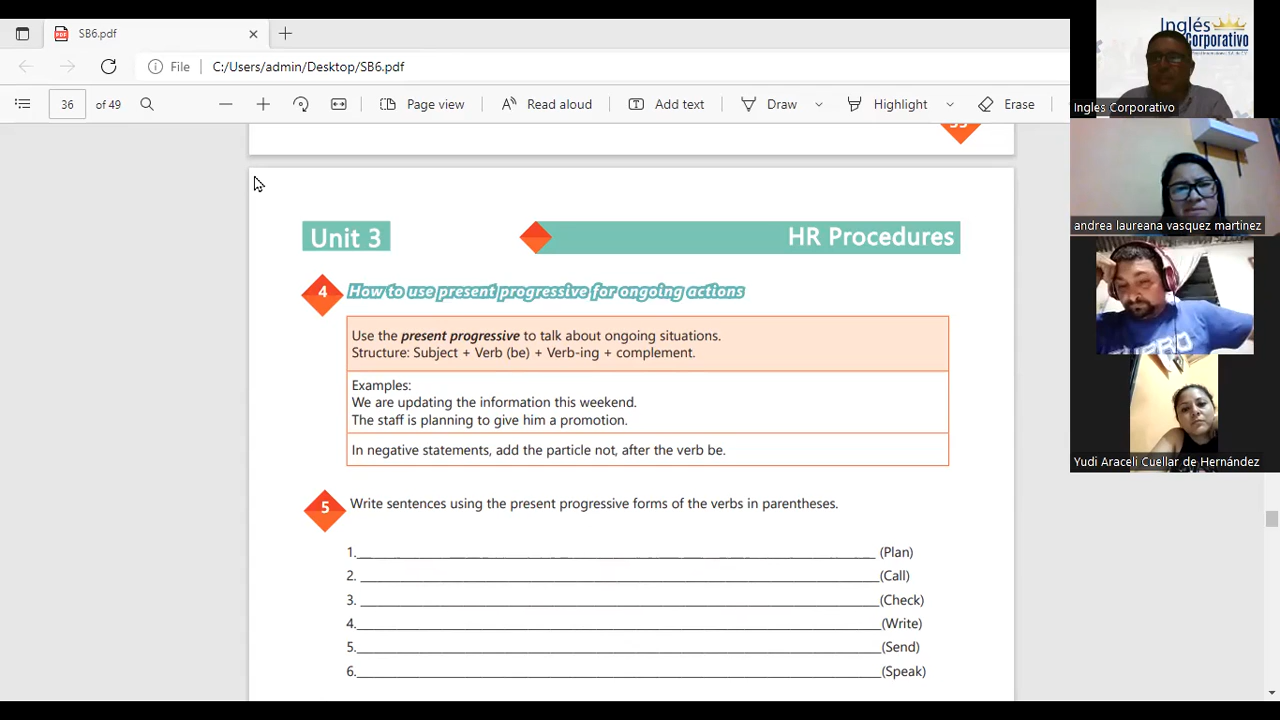 SB6.pdf
File C:/Users/admin/Desktop/SB6.pdf
36 of 49 Page view Read aloud Add text Draw Highlight Erase
Unit 3 HR Procedures
4 How to use present progressive for ongoing actions
Use the present progressive to talk about ongoing situations.
Structure: Subject + Verb (be) + Verb-ing + complement.
Examples:
We are updating the information this weekend.
The staff is planning to give him a promotion.
In negative statements, add the particle not, after the verb be.
5 Write sentences using the present progressive forms of the verbs in parentheses.
1. (Plan)
2. (Call)
3. (Check)
4. (Write)
5. (Send)
6. (Speak)
Inglés
Corporativo
Ingles Corporativo
andrea laureana vasquez martinez
Yudi Araceli Cuellar de Hernández